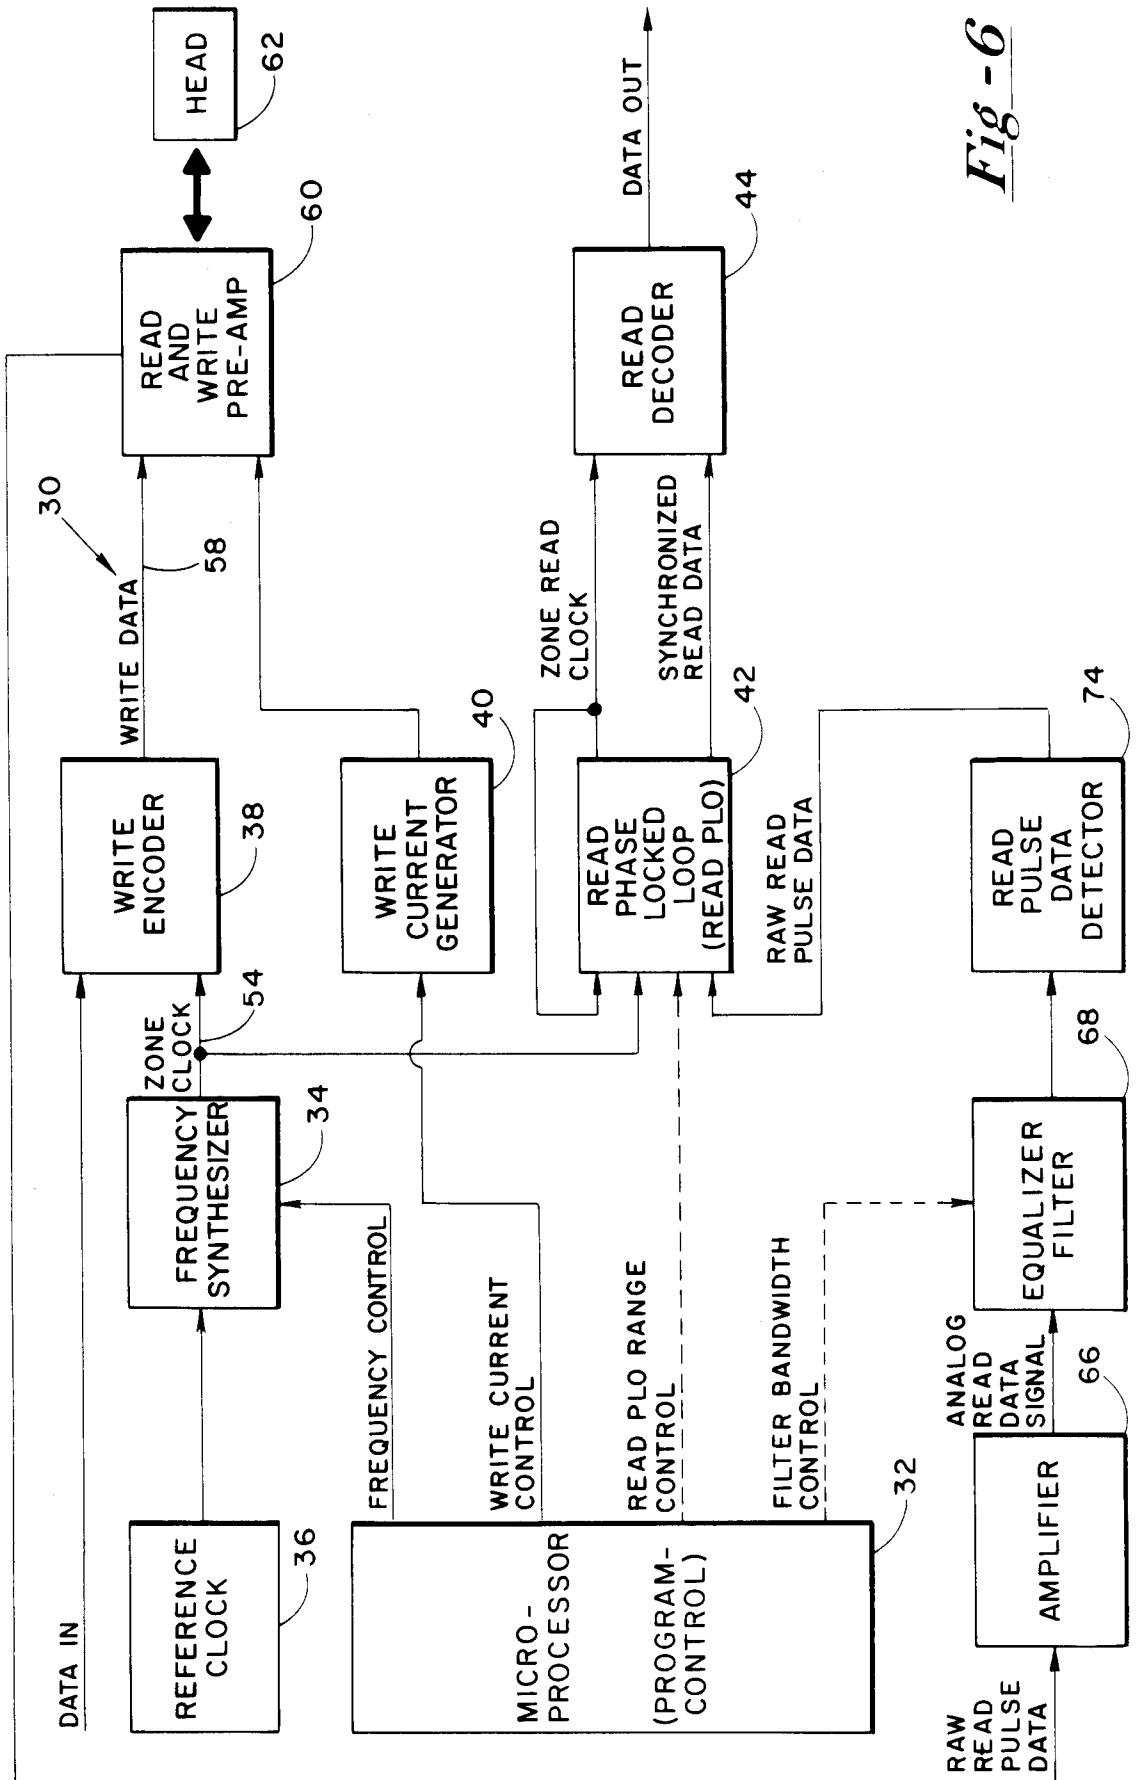 DATA IN
REFERENCE
CLOCK
36
FREQUENCY
SYNTHESIZER
34
ZONE
CLOCK
54
WRITE
ENCODER
38
WRITE DATA
30
58
READ
AND
WRITE
PRE-AMP
60
HEAD
62
MICRO-
PROCESSOR
(PROGRAM-
CONTROL)
32
FREQUENCY CONTROL
WRITE CURRENT
CONTROL
READ PLO RANGE
CONTROL
FILTER BANDWIDTH
CONTROL
WRITE
CURRENT
GENERATOR
40
READ
PHASE
LOCKED
LOOP
(READ PLO)
42
ZONE READ
CLOCK
SYNCHRONIZED
READ DATA
READ
DECODER
44
DATA OUT
RAW READ
PULSE DATA
RAW
READ
PULSE
DATA
AMPLIFIER
66
ANALOG
READ
DATA
SIGNAL
EQUALIZER
FILTER
68
READ
PULSE
DATA
DETECTOR
74
Fig-6